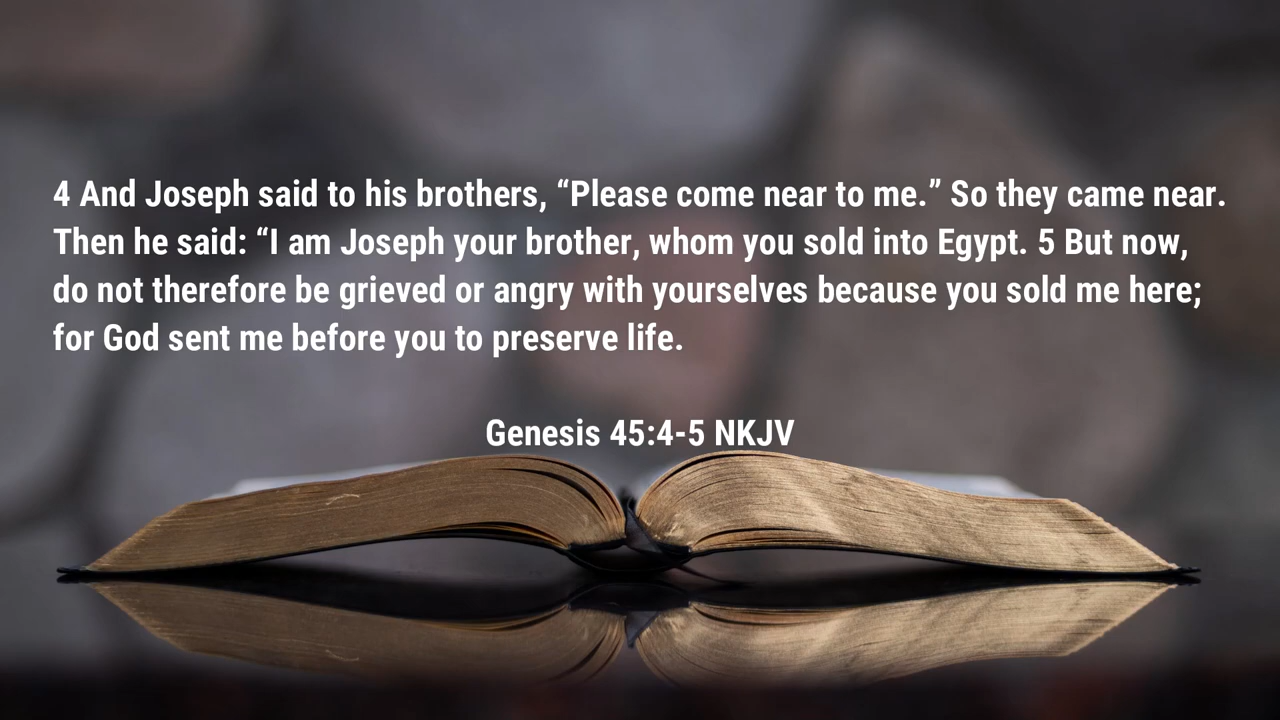 4 And Joseph said to his brothers, “Please come near to me.” So they came near.
Then he said: “I am Joseph your brother, whom you sold into Egypt. 5 But now,
do not therefore be grieved or angry with yourselves because you sold me here;
for God sent me before you to preserve life.
Genesis 45:4-5 NKJV